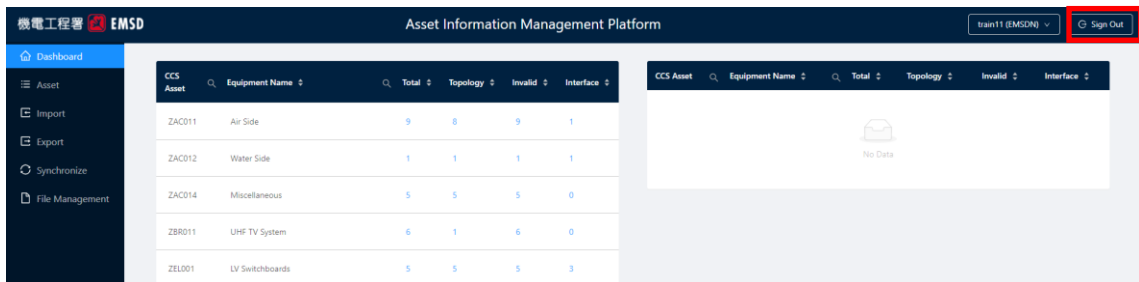 機電工程署 EMSD
Asset Information Management Platform
train11 (EMSDN)
Sign Out
Dashboard
Asset
Import
Export
Synchronize
File Management
CCS Asset Equipment Name Total Topology Invalid Interface
ZAC011 Air Side 9 8 9 1
ZAC012 Water Side 1 1 1 1
ZAC014 Miscellaneous 5 5 5 0
ZBR011 UHF TV System 6 1 6 0
ZEL001 LV Switchboards 5 5 5 3
CCS Asset Equipment Name Total Topology Invalid Interface
No Data